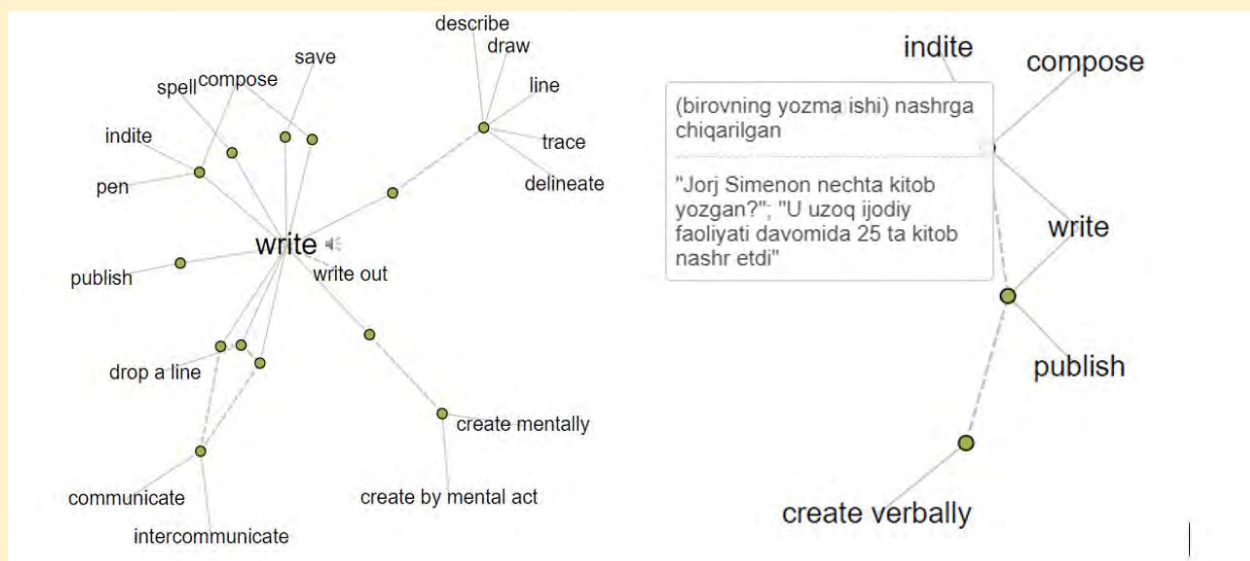 describe
draw
save
spell compose
line
indite
trace
pen
delineate
write
write out
publish
drop a line
create mentally
communicate
create by mental act
intercommunicate
indite
compose
(birovning yozma ishi) nashrga
chiqarilgan
"Jorj Simenon nechta kitob
yozgan?"; "U uzoq ijodiy
faoliyati davomida 25 ta kitob
nashr etdi"
write
publish
create verbally